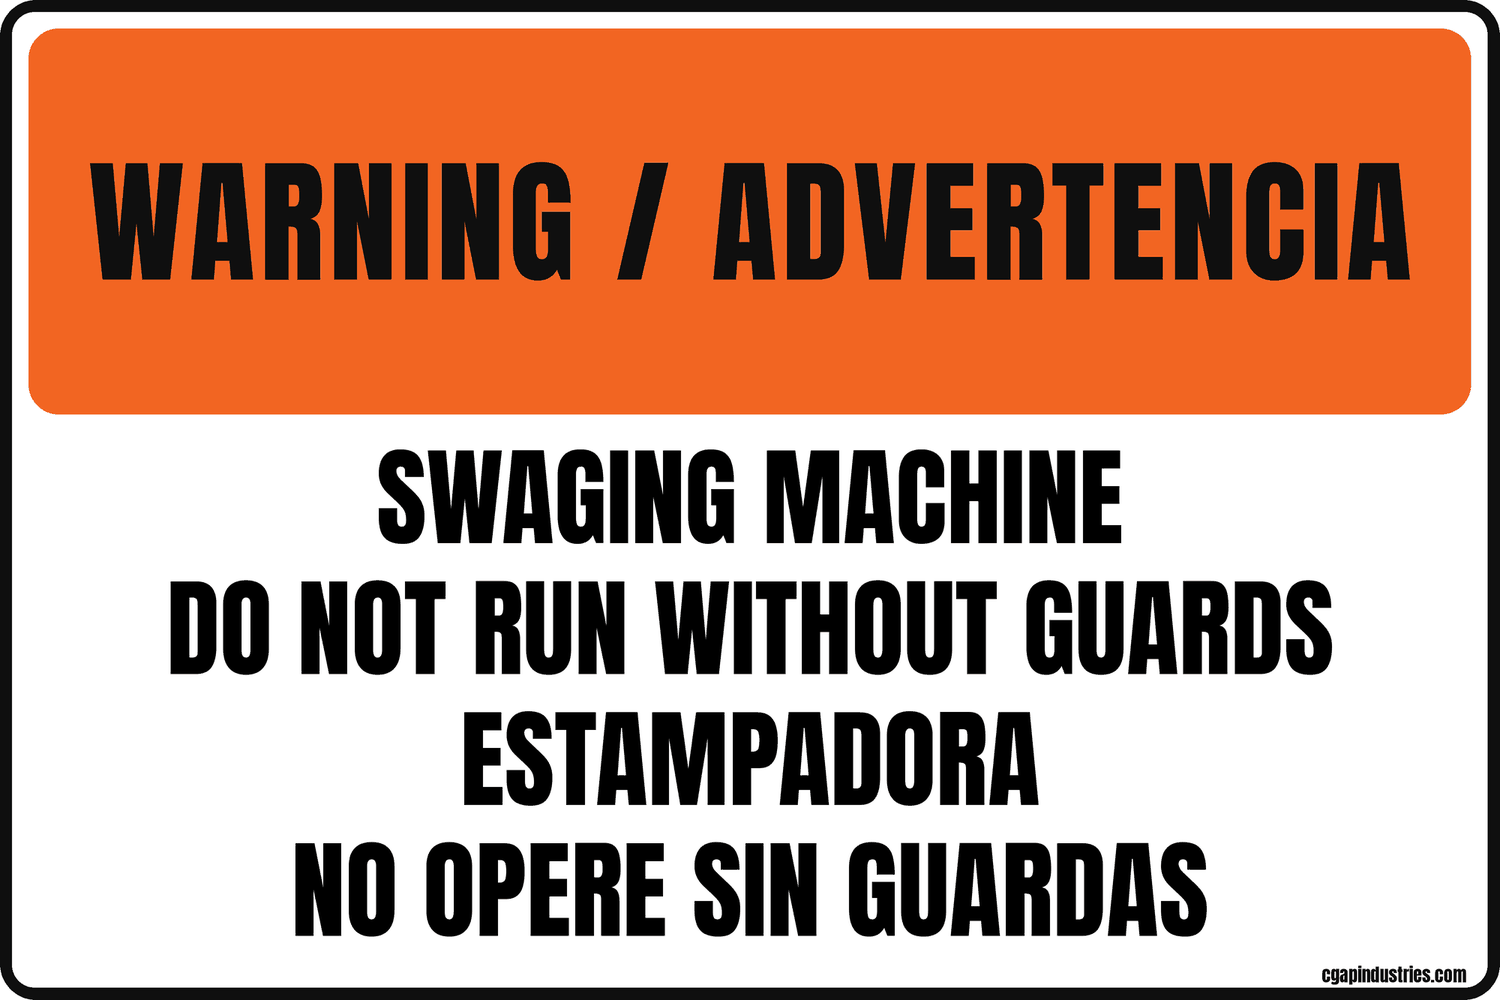 WARNING / ADVERTENCIA
SWAGING MACHINE
DO NOT RUN WITHOUT GUARDS
ESTAMPADORA
NO OPERE SIN GUARDAS
cgapindustries.com